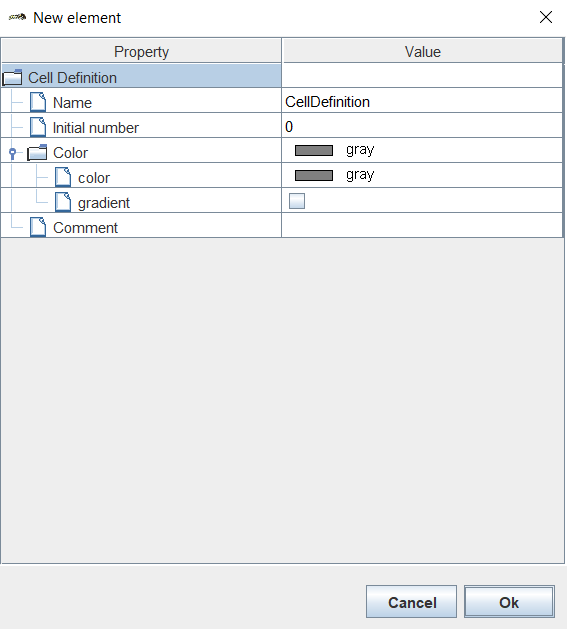 New element
Property Value
Cell Definition
Name CellDefinition
Initial number 0
Color gray
color gray
gradient
Comment
Cancel Ok